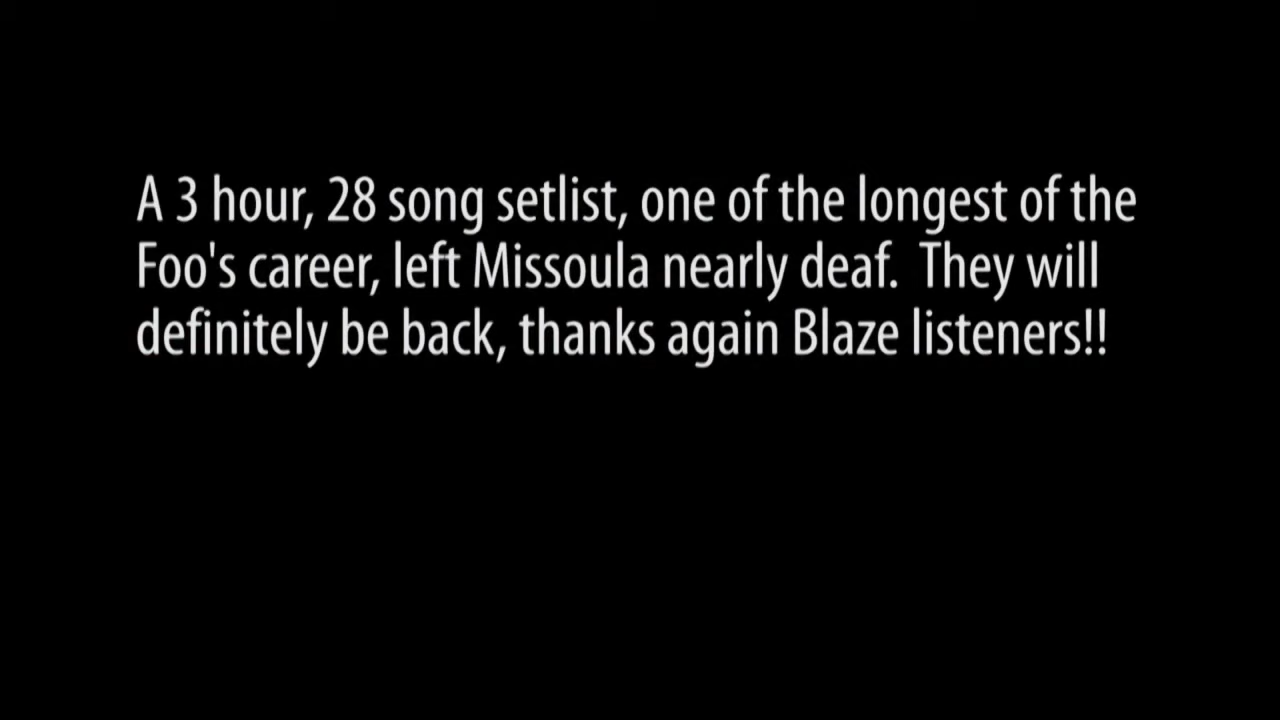 A 3 hour, 28 song setlist, one of the longest of the
Foo's career, left Missoula nearly deaf.  They will
definitely be back, thanks again Blaze listeners!!